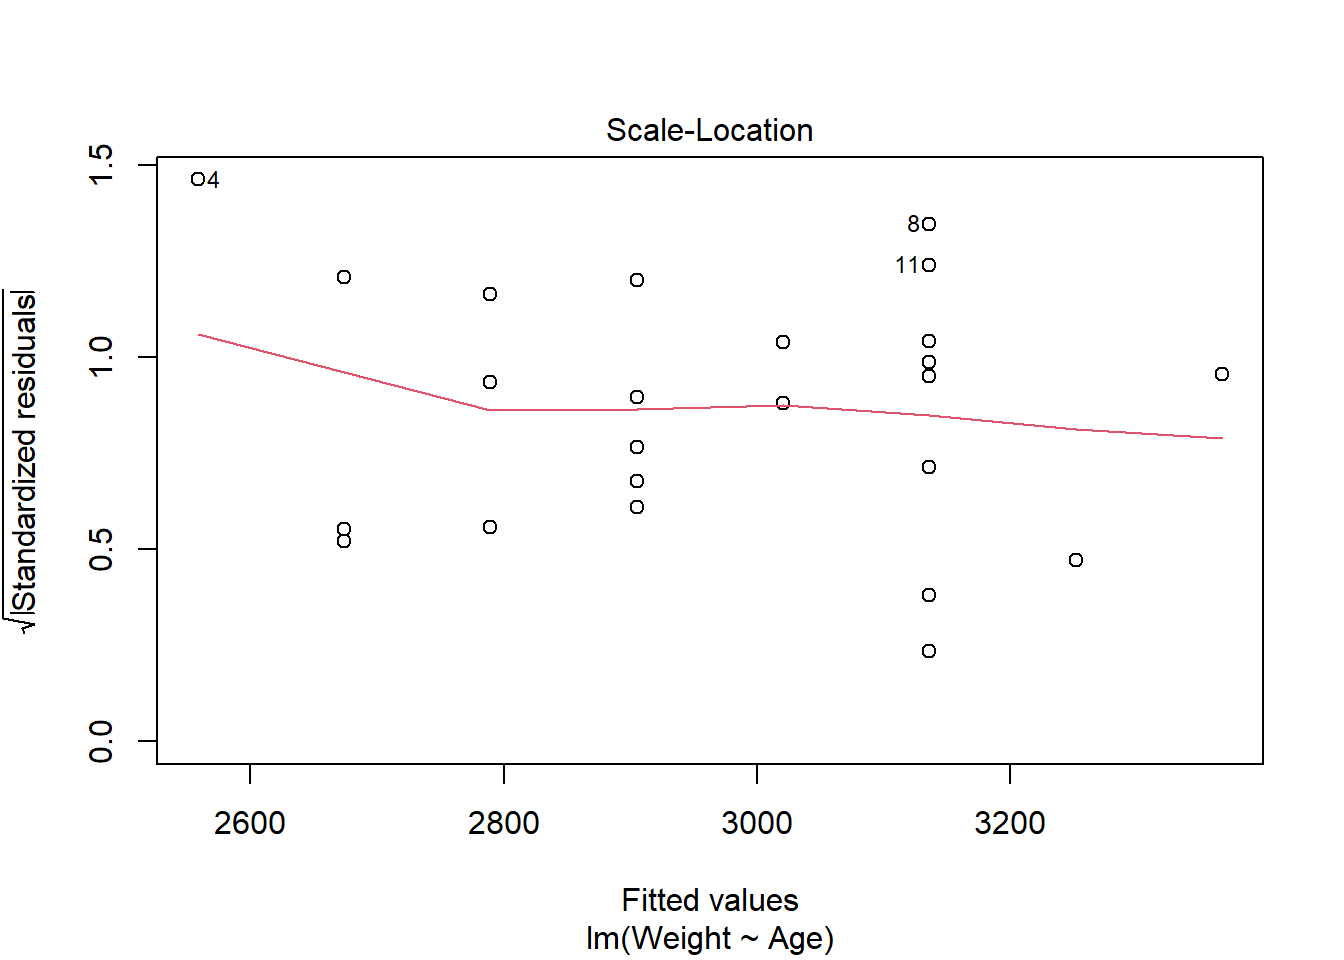 Scale-Location
√|Standardized residuals|
1.5
1.0
0.5
0.0
4
8
11
2600 2800 3000 3200
Fitted values
lm(Weight ~ Age)